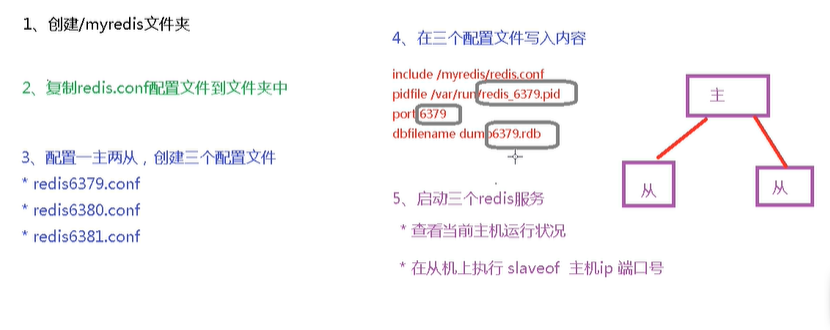 1、创建/myredis文件夹
2、复制redis.conf配置文件到文件夹中
3、配置一主两从，创建三个配置文件
* redis6379.conf
* redis6380.conf
* redis6381.conf
4、在三个配置文件写入内容
include /myredis/redis.conf
pidfile /var/run/redis_6379.pid
port 6379
dbfilename dump6379.rdb
5、启动三个redis服务
* 查看当前主机运行状况
* 在从机上执行 slaveof 主机ip 端口号
主
从
从